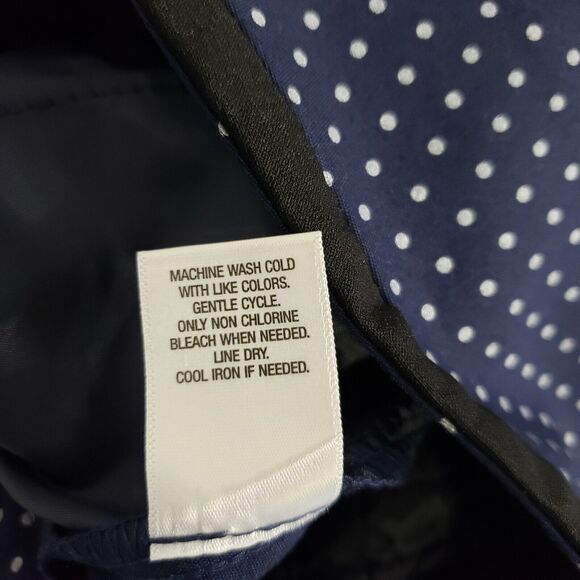 MACHINE WASH COLD
WITH LIKE COLORS.
GENTLE CYCLE.
ONLY NON CHLORINE
BLEACH WHEN NEEDED.
LINE DRY.
COOL IRON IF NEEDED.